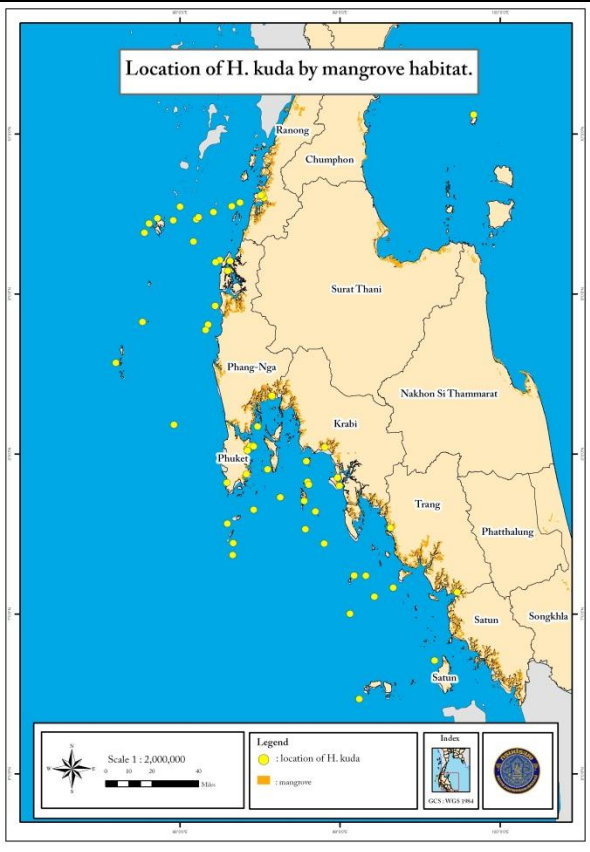 Location of H. kuda by mangrove habitat.
Ranong
Chumphon
Surat Thani
Phang-Nga
Nakhon Si Thammarat
Krabi
Phuket
Trang
Phatthalung
Satun
Songkhla
Satun
N
W
E
S
Scale 1 : 2,000,000
0
10
20
40
Miles
Legend
: location of H. kuda
: mangrove
Index
GCS : WGS 1984